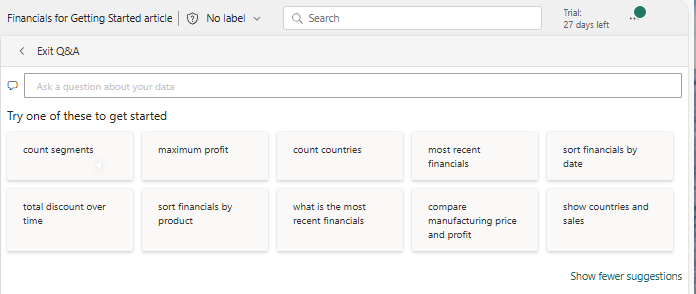 Financials for Getting Started article
No label
Search
Trial:
27 days left
Exit Q&A
Ask a question about your data
Try one of these to get started
count segments
maximum profit
count countries
most recent
financials
sort financials by
date
total discount over
time
sort financials by
product
what is the most
recent financials
compare
manufacturing price
and profit
show countries and
sales
Show fewer suggestions